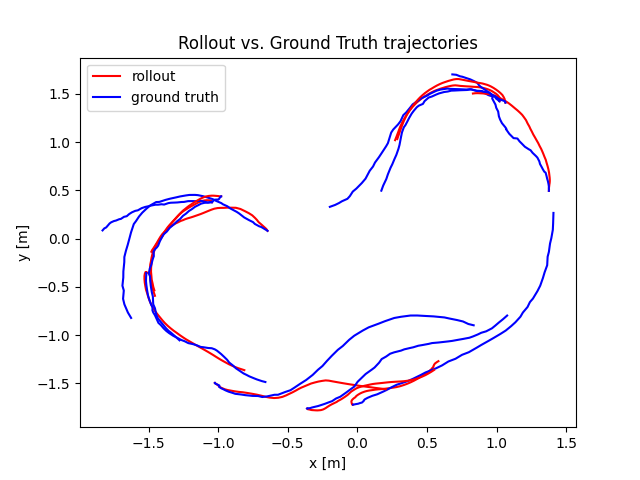 Rollout vs. Ground Truth trajectories
rollout
ground truth
1.5
1.0
0.5
0.0
−0.5
−1.0
−1.5
y [m]
−1.5 −1.0 −0.5 0.0 0.5 1.0 1.5
x [m]